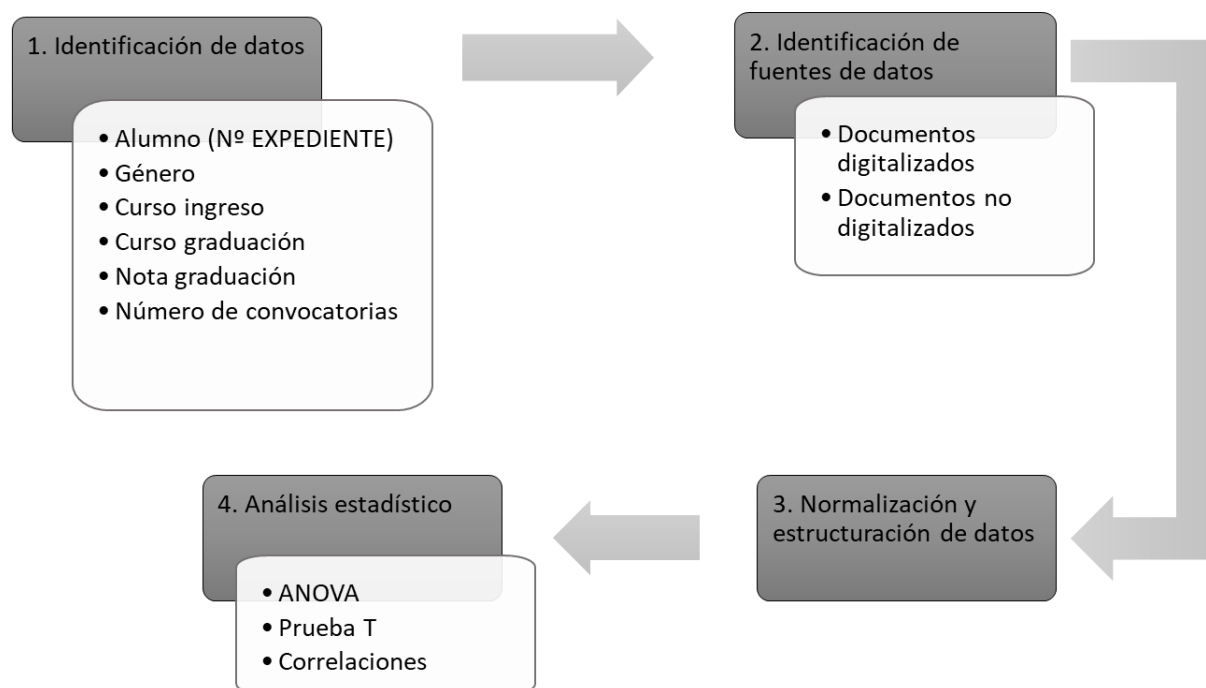 1. Identificación de datos
• Alumno (Nº EXPEDIENTE)
• Género
• Curso ingreso
• Curso graduación
• Nota graduación
• Número de convocatorias
2. Identificación de
fuentes de datos
• Documentos
digitalizados
• Documentos no
digitalizados
3. Normalización y
estructuración de datos
4. Análisis estadístico
• ANOVA
• Prueba T
• Correlaciones